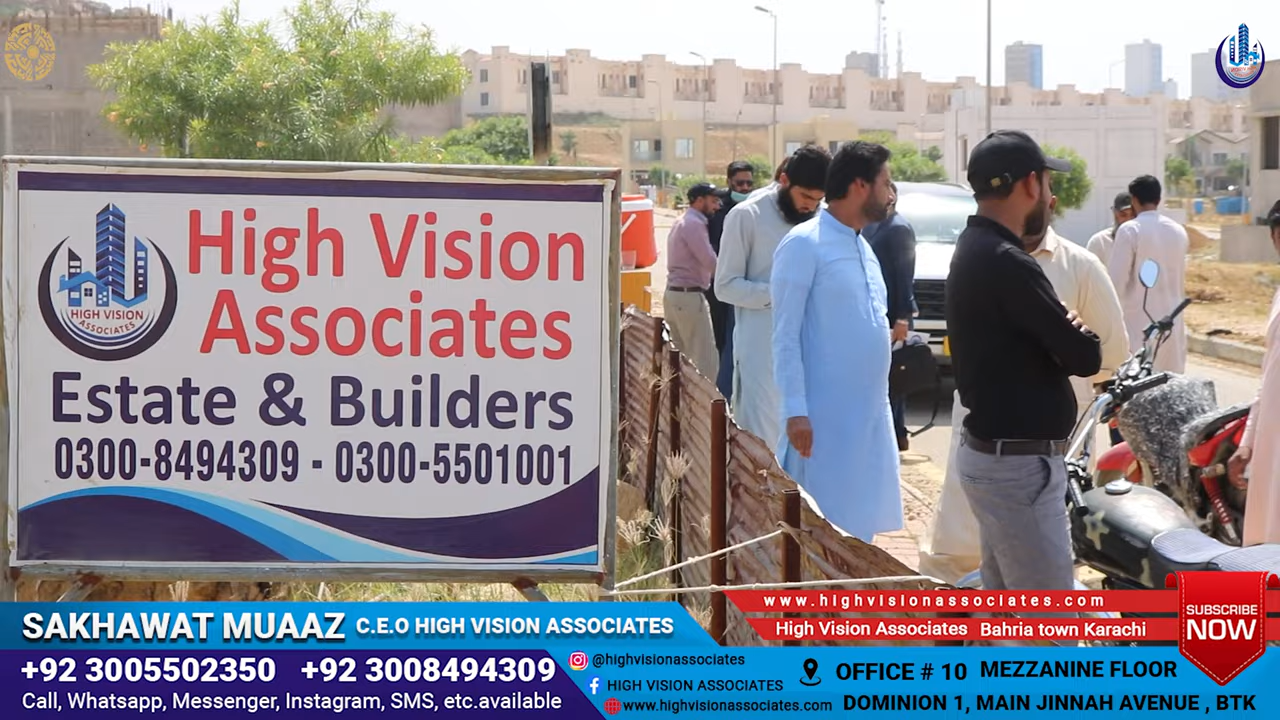 High Vision
Associates
HIGH VISION
ASSOCIATES
Estate & Builders
0300-8494309 - 0300-5501001
SAKHAWAT MUAAZ C.E.O HIGH VISION ASSOCIATES
+92 3005502350 +92 3008494309
Call, Whatsapp, Messenger, Instagram, SMS, etc.available
www.highvisionassociates.com
High Vision Associates Bahria town Karachi
SUBSCRIBE
NOW
@highvisionassociates
HIGH VISION ASSOCIATES
www.highvisionassociates.com
OFFICE # 10 MEZZANINE FLOOR
DOMINION 1, MAIN JINNAH AVENUE , BTK